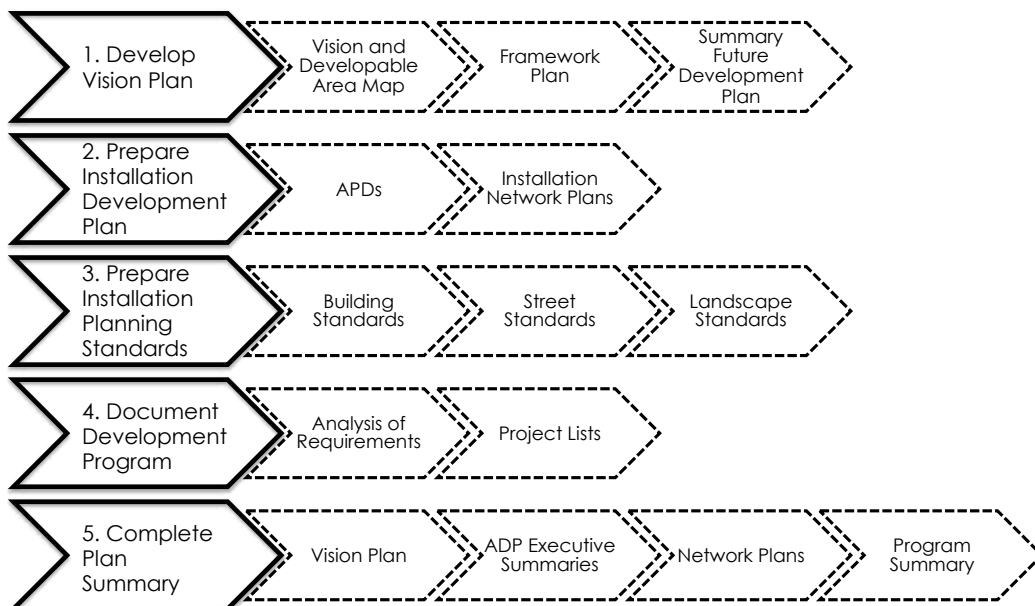 1. Develop
Vision Plan
Vision and
Developable
Area Map
Framework
Plan
Summary
Future
Development
Plan
2. Prepare
Installation
Development
Plan
APDs
Installation
Network Plans
3. Prepare
Installation
Planning
Standards
Building
Standards
Street
Standards
Landscape
Standards
4. Document
Development
Program
Analysis of
Requirements
Project Lists
5. Complete
Plan
Summary
Vision Plan
ADP Executive
Summaries
Network Plans
Program
Summary